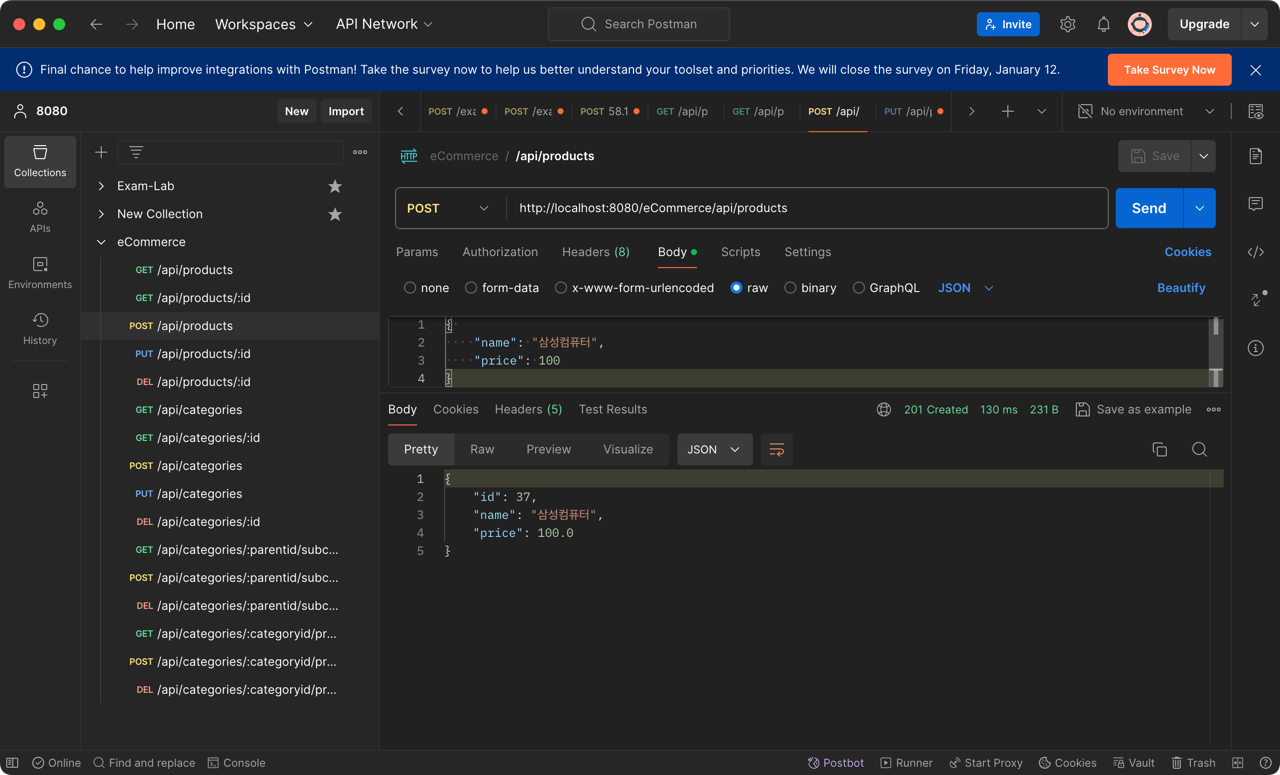 Home Workspaces API Network Search Postman Invite Upgrade
Final chance to help improve integrations with Postman! Take the survey now to help us better understand your toolset and priorities. We will close the survey on Friday, January 12. Take Survey Now
8080 New Import
POST /exa POST /exa POST 58.1 GET /api/p GET /api/p POST /api/ PUT /api/p No environment
Collections
APIs
Environments
History
Exam-Lab
New Collection
eCommerce
GET /api/products
GET /api/products/:id
POST /api/products
PUT /api/products/:id
DEL /api/products/:id
GET /api/categories
GET /api/categories/:id
POST /api/categories
PUT /api/categories
DEL /api/categories/:id
GET /api/categories/:parentid/subc...
POST /api/categories/:parentid/subc...
DEL /api/categories/:parentid/subc...
GET /api/categories/:categoryid/pr...
POST /api/categories/:categoryid/pr...
DEL /api/categories/:categoryid/pr...
HTTP eCommerce / /api/products Save
POST http://localhost:8080/eCommerce/api/products Send
Params Authorization Headers (8) Body Scripts Settings Cookies
none form-data x-www-form-urlencoded raw binary GraphQL JSON Beautify
1 {
2 "name": "삼성컴퓨터",
3 "price": 100
4 }
Body Cookies Headers (5) Test Results 201 Created 130 ms 231 B Save as example
Pretty Raw Preview Visualize JSON
1 {
2 "id": 37,
3 "name": "삼성컴퓨터",
4 "price": 100.0
5 }
Online Find and replace Console Postbot Runner Start Proxy Cookies Vault Trash